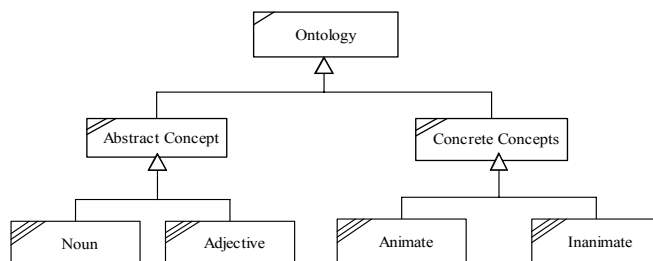 Ontology
Abstract Concept
Concrete Concepts
Noun
Adjective
Animate
Inanimate